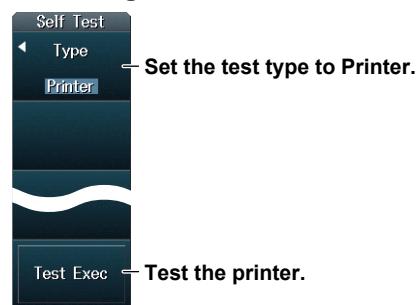 Self Test
Type
Printer
Set the test type to Printer.
Test Exec
Test the printer.